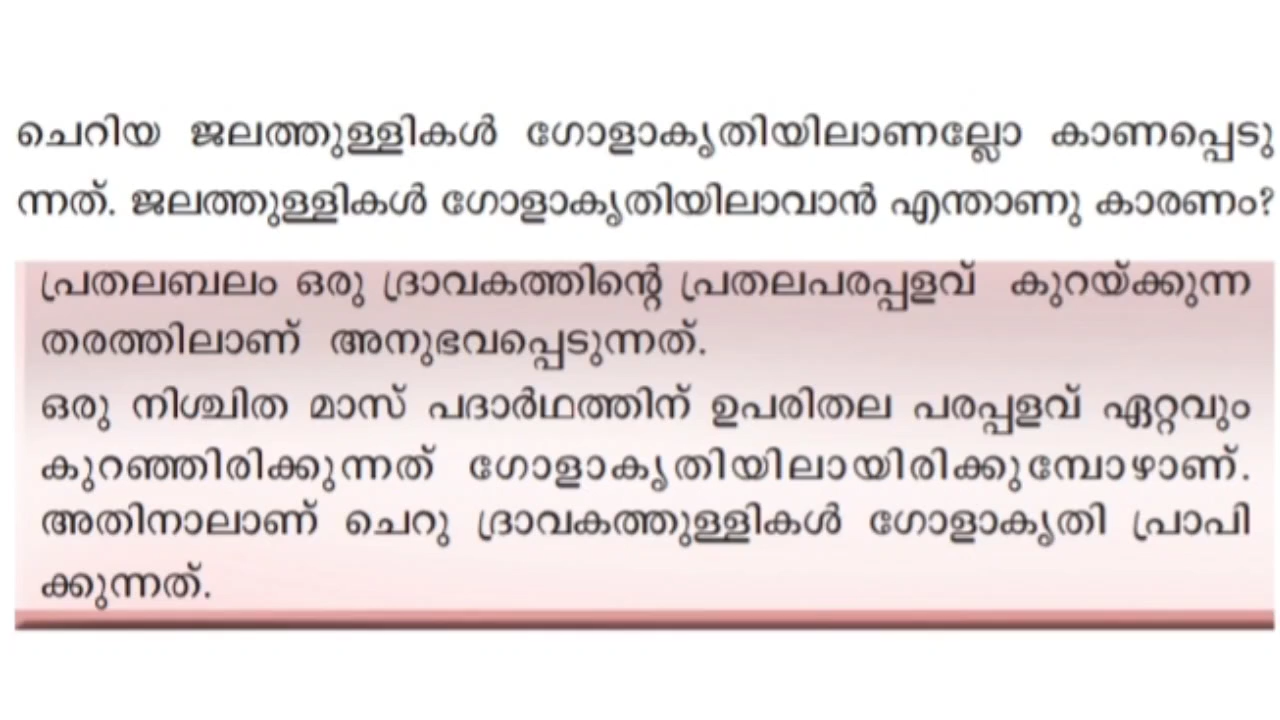 ചെറിയ ജലത്തുള്ളികൾ ഗോളാകൃതിയിലാണല്ലോ കാണപ്പെടു
ന്നത്. ജലത്തുള്ളികൾ ഗോളാകൃതിയിലാവാൻ എന്താണു കാരണം?
പ്രതലബലം ഒരു ദ്രാവകത്തിന്റെ പ്രതലപരപ്പളവ് കുറയ്ക്കുന്ന
തരത്തിലാണ് അനുഭവപ്പെടുന്നത്.
ഒരു നിശ്ചിത മാസ് പദാർഥത്തിന് ഉപരിതല പരപ്പളവ് ഏറ്റവും
കുറഞ്ഞിരിക്കുന്നത് ഗോളാകൃതിയിലായിരിക്കുമ്പോഴാണ്.
അതിനാലാണ് ചെറു ദ്രാവകത്തുള്ളികൾ ഗോളാകൃതി പ്രാപി
ക്കുന്നത്.